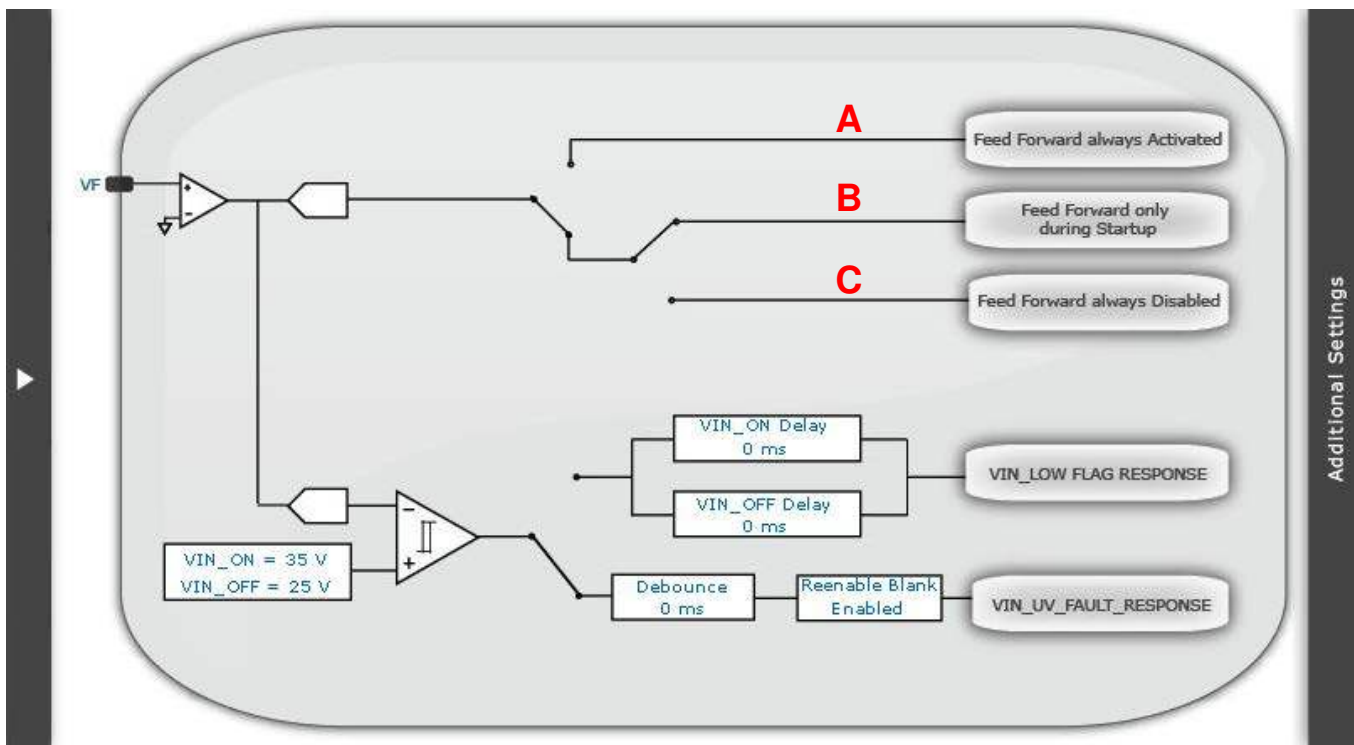 A
Feed Forward always Activated
VF
B
Feed Forward only
during Startup
C
Feed Forward always Disabled
Additional Settings
VIN_ON Delay
0 ms
VIN_LOW FLAG RESPONSE
VIN_OFF Delay
0 ms
VIN_ON = 35 V
VIN_OFF = 25 V
Debounce
0 ms
Reenable Blank
Enabled
VIN_UV_FAULT_RESPONSE